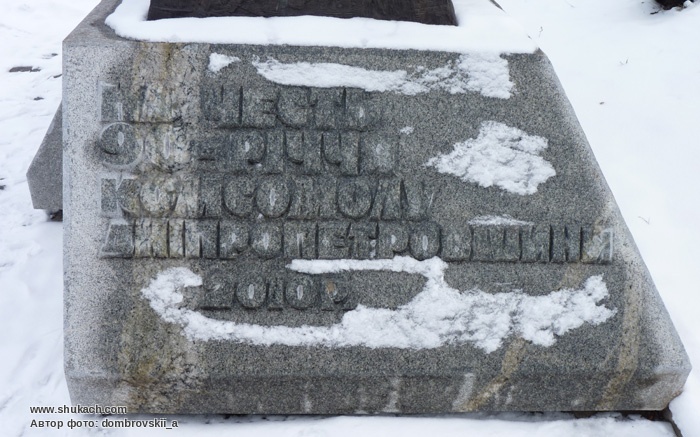 НА ЧЕСТЬ
90-РІЧЧЯ
КОМСОМОЛУ
ДНІПРОПЕТРОВЩИНИ
2010р.
www.shukach.com
Автор фото: dombrovskii_a